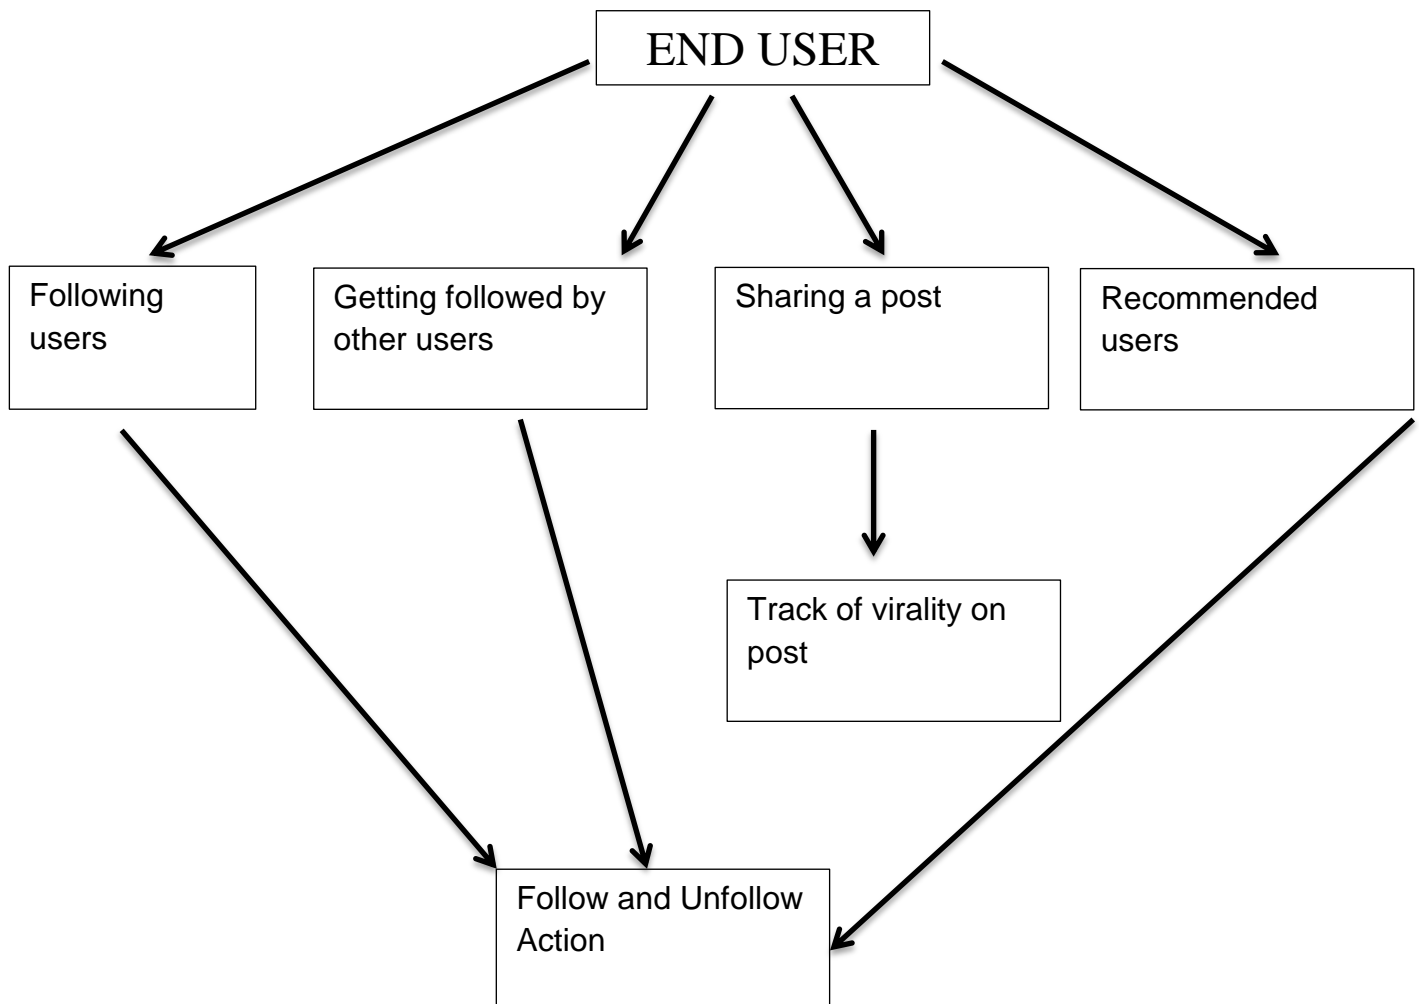 END USER
Following
users
Getting followed by
other users
Sharing a post
Recommended
users
Track of virality on
post
Follow and Unfollow
Action